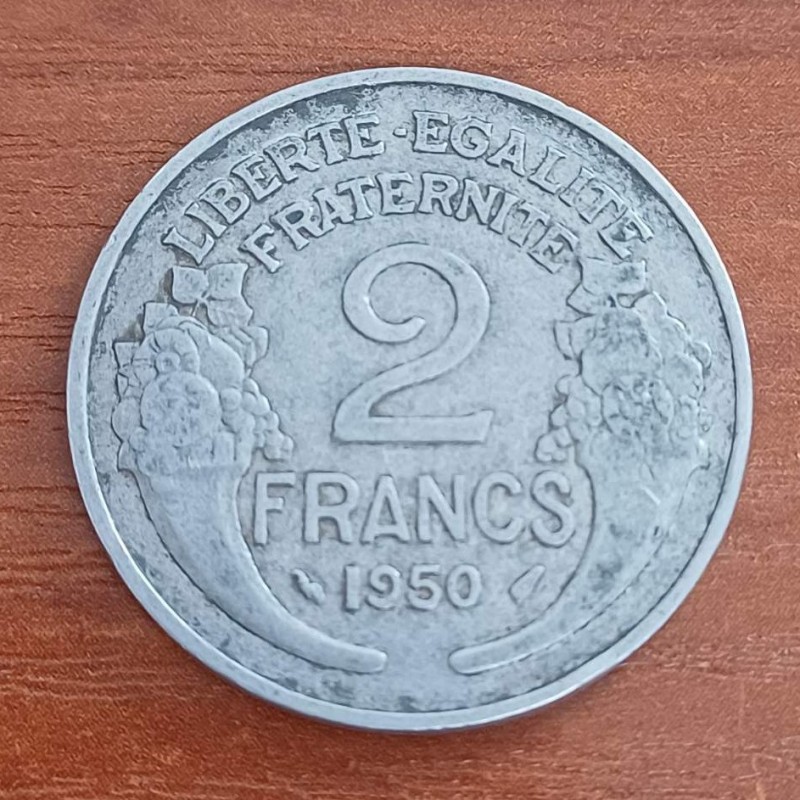 LIBERTE - EGALITE
FRATERNITE
2
FRANCS
1950